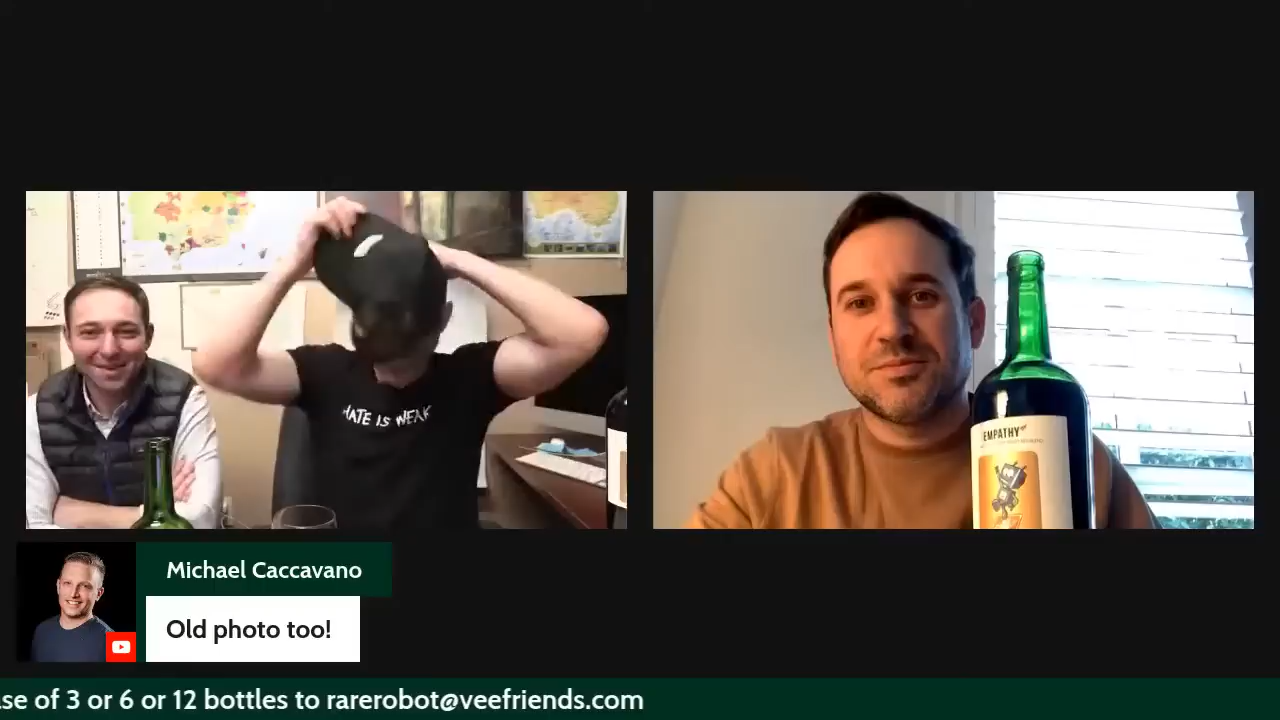 HATE IS WEAK
EMPATHY
Michael Caccavano
Old photo too!
se of 3 or 6 or 12 bottles to rarerobot@veefriends.com